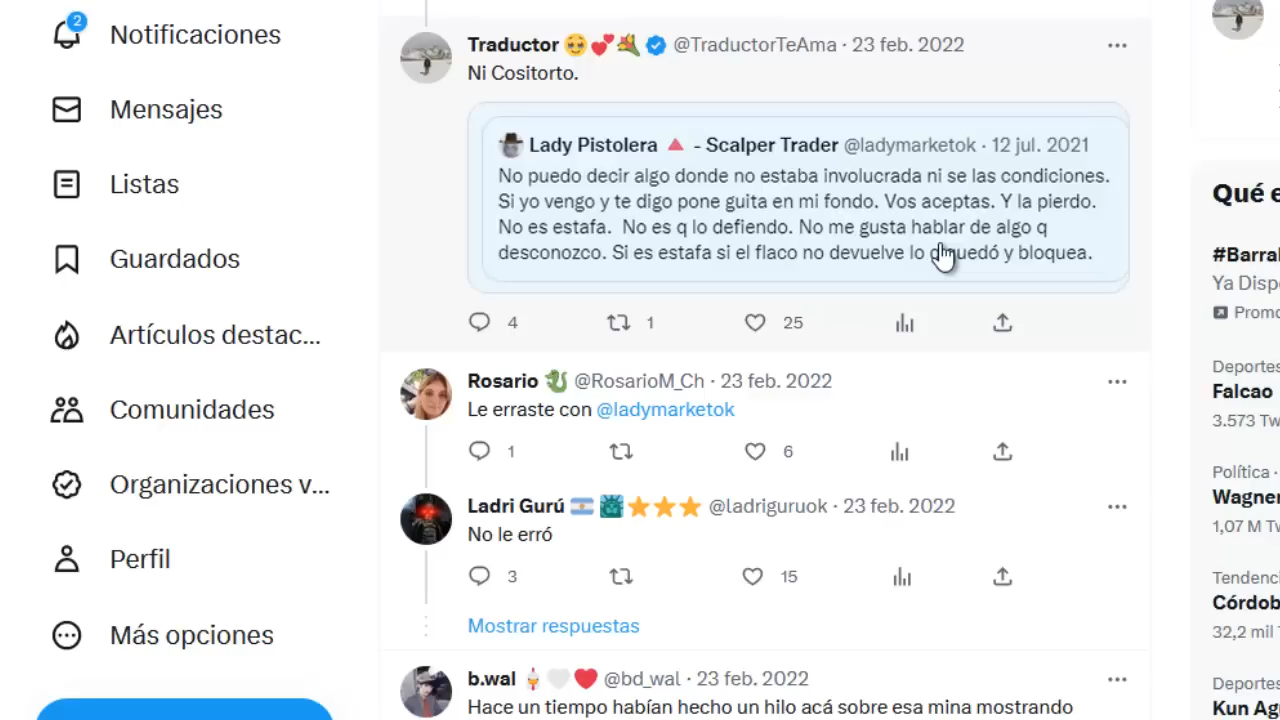 2
Notificaciones
Mensajes
Listas
Guardados
Artículos destac...
Comunidades
Organizaciones v...
Perfil
Más opciones
Traductor @TraductorTeAma · 23 feb. 2022
Ni Cositorto.
Lady Pistolera - Scalper Trader @ladymarketok · 12 jul. 2021
No puedo decir algo donde no estaba involucrada ni se las condiciones.
Si yo vengo y te digo pone guita en mi fondo. Vos aceptas. Y la pierdo.
No es estafa. No es q lo defiendo. No me gusta hablar de algo q
desconozco. Si es estafa si el flaco no devuelve lo y bloquea.
4 1 25
Rosario @RosarioM_Ch · 23 feb. 2022
Le erraste con @ladymarketok
1 6
Ladri Gurú @ladriguruok · 23 feb. 2022
No le erró
3 15
Mostrar respuestas
b.wal @bd_wal · 23 feb. 2022
Hace un tiempo habían hecho un hilo acá sobre esa mina mostrando
Qué e
#Barral
Ya Disp
Promo
Deportes
Falcao
3.573 Tw
Política ·
Wagner
1,07 M Tw
Tendenc
Córdob
32,2 mil
Deportes
Kun Ag